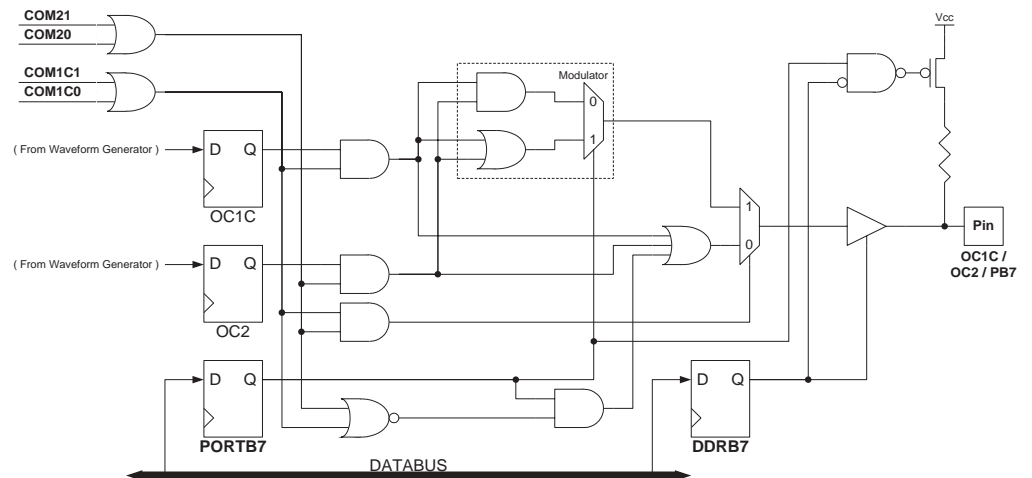 COM21
COM20
Vcc
COM1C1
COM1C0
Modulator
0
1
( From Waveform Generator )
D Q
OC1C
1
0
Pin
OC1C /
OC2 / PB7
( From Waveform Generator )
D Q
OC2
D Q
PORTB7
D Q
DDRB7
DATABUS